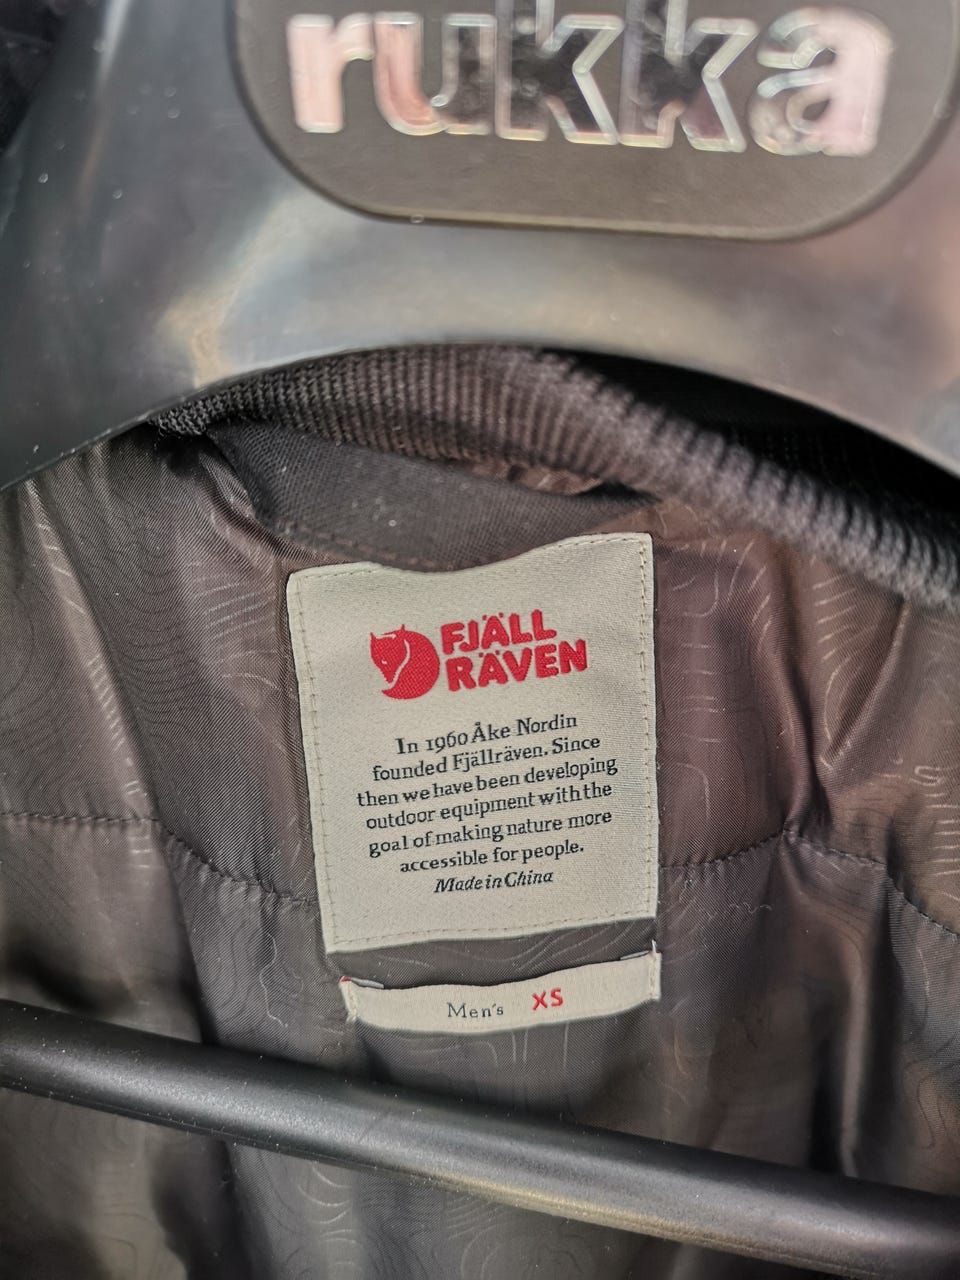 rukka
FJÄLL
RÄVEN
In 1960 Åke Nordin
founded Fjällräven. Since
then we have been developing
outdoor equipment with the
goal of making nature more
accessible for people.
Made in China
Men's XS